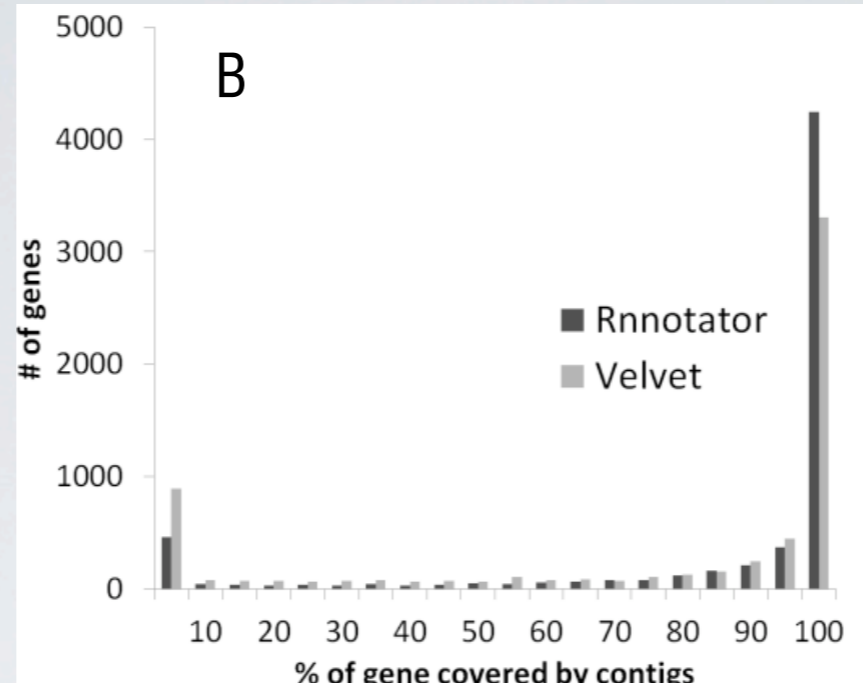 B
5000
4000
3000
2000
1000
0
# of genes
Rnnotator
Velvet
10 20 30 40 50 60 70 80 90 100
% of gene covered by contigs